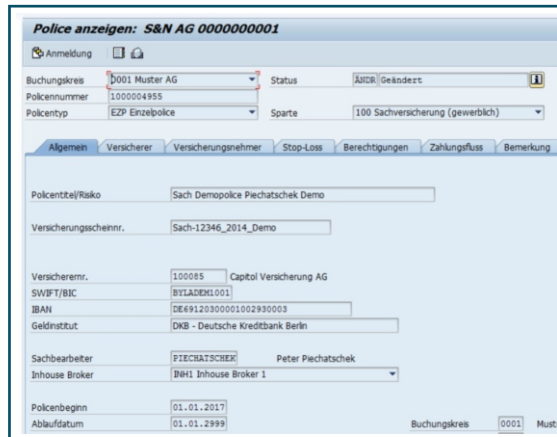 Police anzeigen: S&N AG 0000000001
Anmeldung
Buchungskreis 0001 Muster AG Status ÄNDR Geändert
Policennummer 1000004955
Policentyp EZP Einzelpolice Sparte 100 Sachversicherung (gewerblich)
Allgemein Versicherer Versicherungsnehmer Stop-Loss Berechtigungen Zahlungsfluss Bemerkung
Policentitel/Risiko Sach Demopolice Piechatschek Demo
Versicherungsscheinnr. Sach-12346_2014_Demo
Versicherernr. 100085 Capitol Versicherung AG
SWIFT/BIC BYLADEM1001
IBAN DE69120300001002930003
Geldinstitut DKB - Deutsche Kreditbank Berlin
Sachbearbeiter PIECHATSCHEK Peter Piechatschek
Inhouse Broker INH1 Inhouse Broker 1
Policenbeginn 01.01.2017
Ablaufdatum 01.01.2999 Buchungskreis 0001 Must